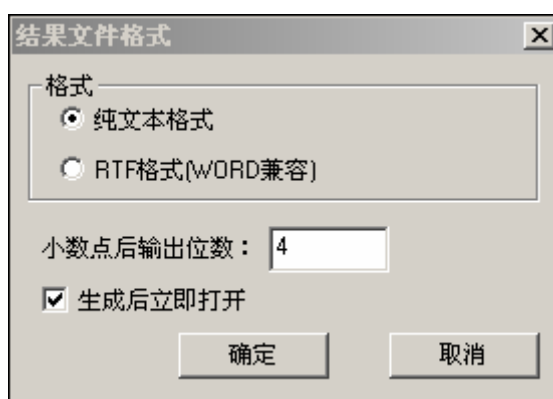 结果文件格式
格式
纯文本格式
RTF格式(WORD兼容)
小数点后输出位数： 4
生成后立即打开
确定 取消